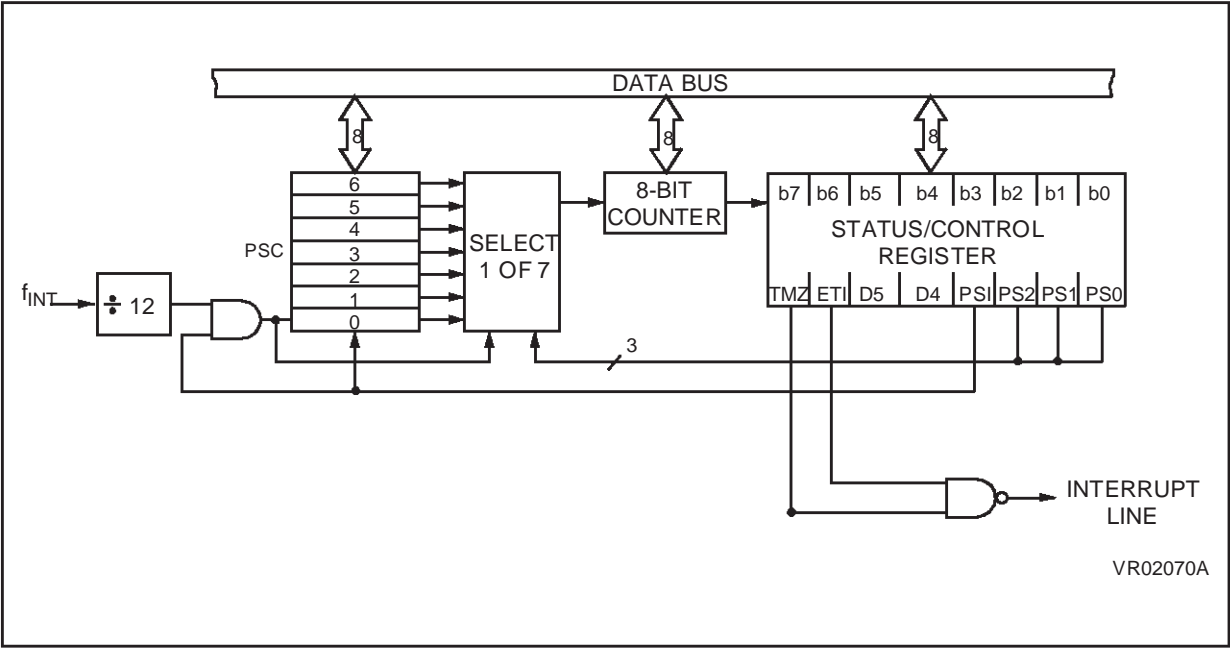 DATA BUS
8
8
8
6
5
4
3
2
1
0
PSC
SELECT
1 OF 7
8-BIT
COUNTER
b7 b6 b5 b4 b3 b2 b1 b0
STATUS/CONTROL
REGISTER
TMZ ETI D5 D4 PSI PS2 PS1 PS0
fINT
÷ 12
3
INTERRUPT
LINE
VR02070A